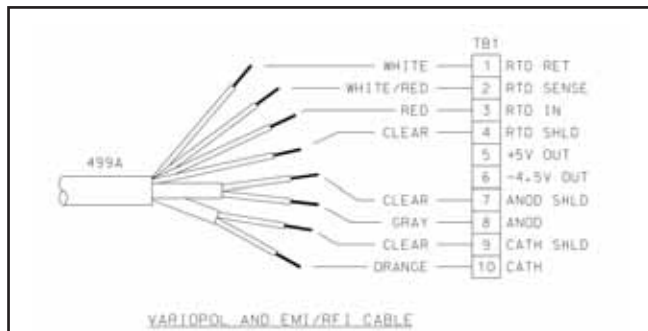 TB1
WHITE 1 RTD RET
WHITE/RED 2 RTD SENSE
RED 3 RTD IN
CLEAR 4 RTD SHLD
499A
5 +5V OUT
6 -4.5V OUT
CLEAR 7 ANOD SHLD
GRAY 8 ANOD
CLEAR 9 CATH SHLD
ORANGE 10 CATH
VARIOPOL AND EMI/RFI CABLE